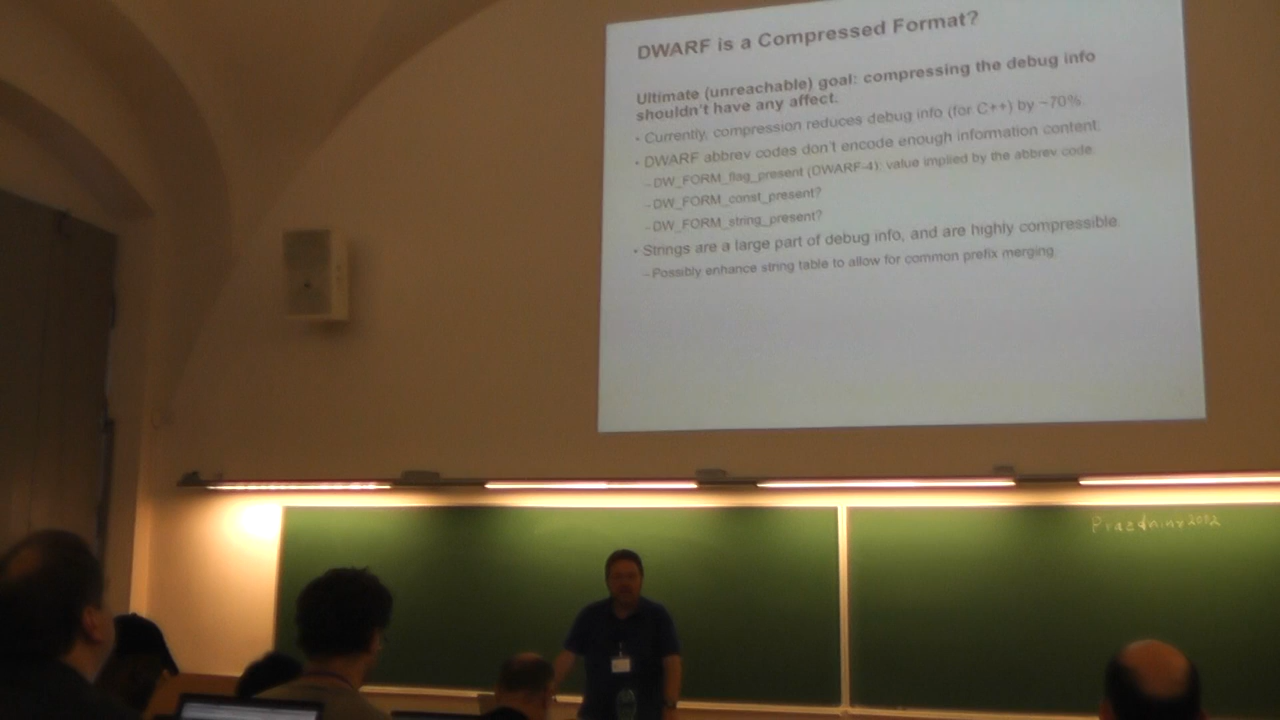 DWARF is a Compressed Format?
Ultimate (unreachable) goal: compressing the debug info
shouldn't have any affect.
• Currently, compression reduces debug info (for C++) by ~70%.
• DWARF abbrev codes don't encode enough information content.
– DW_FORM_flag_present (DWARF-4): value implied by the abbrev code.
– DW_FORM_const_present?
– DW_FORM_string_present?
• Strings are a large part of debug info, and are highly compressible.
– Possibly enhance string table to allow for common prefix merging.
Prazdniny2002